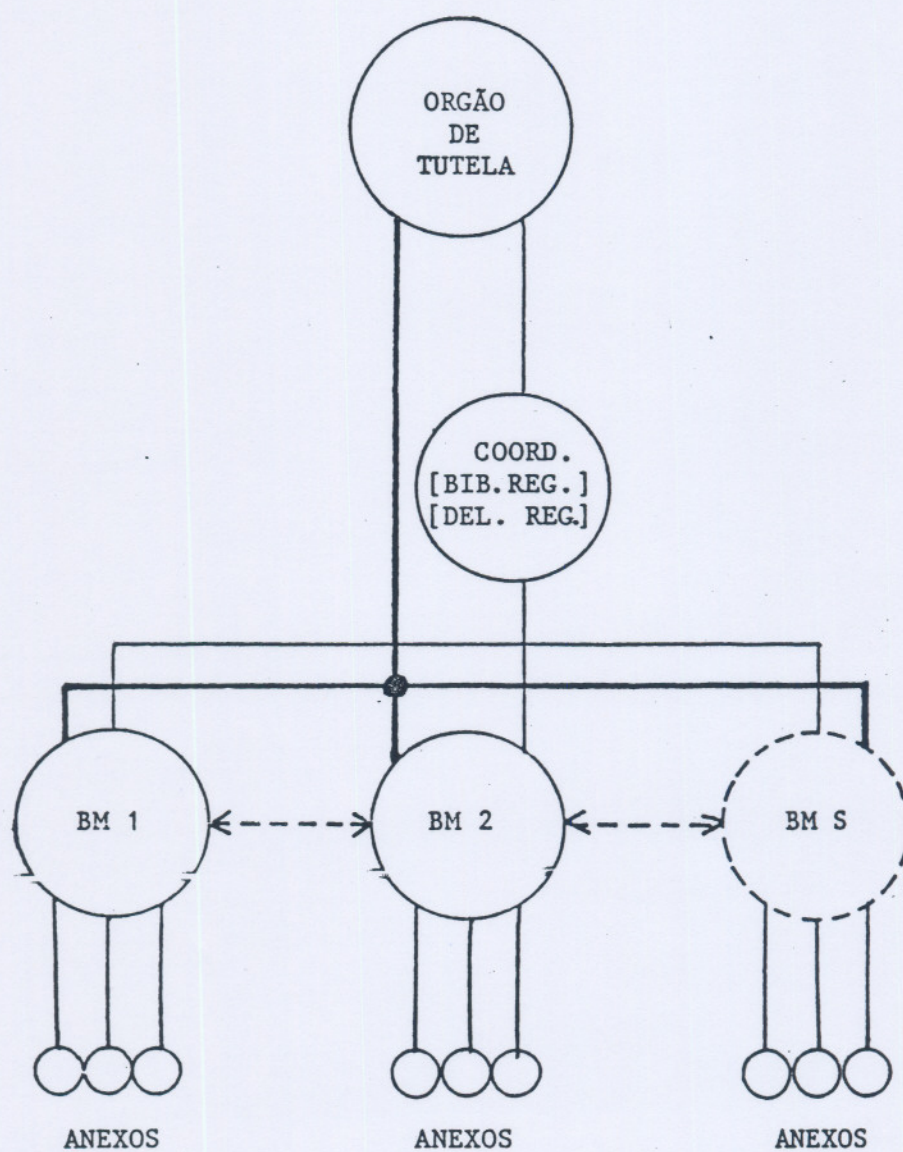 ORGÃO
DE
TUTELA
COORD.
[BIB.REG.]
[DEL. REG.]
BM 1
BM 2
BM S
ANEXOS
ANEXOS
ANEXOS